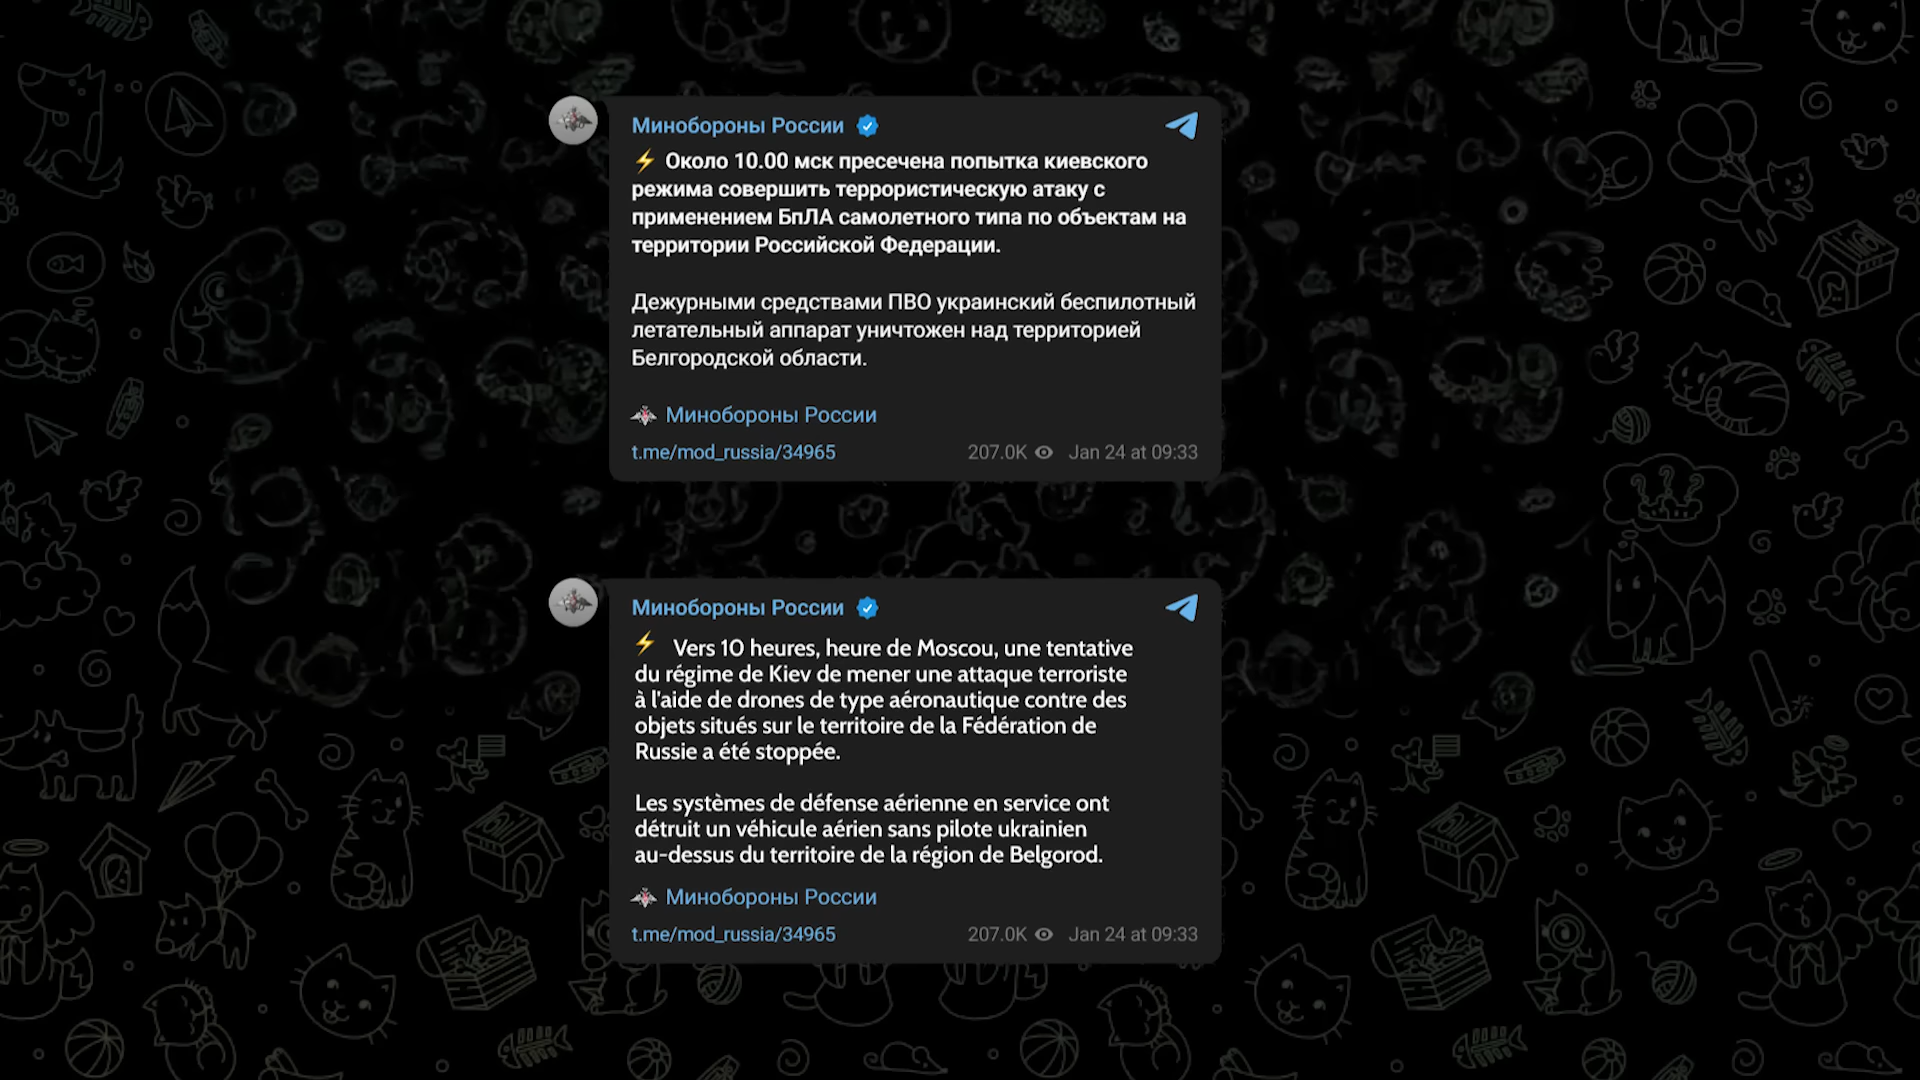 Минобороны России
⚡ Около 10.00 мск пресечена попытка киевского
режима совершить террористическую атаку с
применением БпЛА самолетного типа по объектам на
территории Российской Федерации.
Дежурными средствами ПВО украинский беспилотный
летательный аппарат уничтожен над территорией
Белгородской области.
Минобороны России
t.me/mod_russia/34965 207.0K Jan 24 at 09:33
Минобороны России
⚡ Vers 10 heures, heure de Moscou, une tentative
du régime de Kiev de mener une attaque terroriste
à l'aide de drones de type aéronautique contre des
objets situés sur le territoire de la Fédération de
Russie a été stoppée.
Les systèmes de défense aérienne en service ont
détruit un véhicule aérien sans pilote ukrainien
au-dessus du territoire de la région de Belgorod.
Минобороны России
t.me/mod_russia/34965 207.0K Jan 24 at 09:33